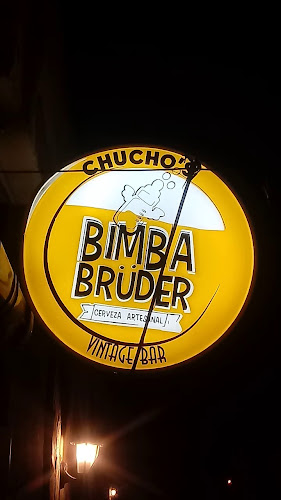 CHUCHO'S
BIMBA
BRÜDER
CERVEZA ARTESANAL
VINTAGE BAR